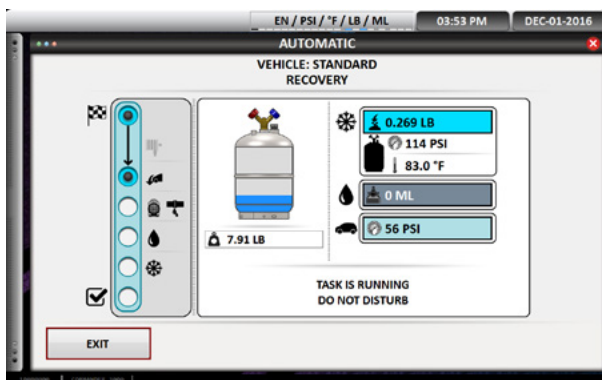 EN / PSI / °F / LB / ML
03:53 PM
DEC-01-2016
AUTOMATIC
VEHICLE: STANDARD
RECOVERY
0.269 LB
114 PSI
83.0 °F
0 ML
7.91 LB
56 PSI
TASK IS RUNNING
DO NOT DISTURB
EXIT